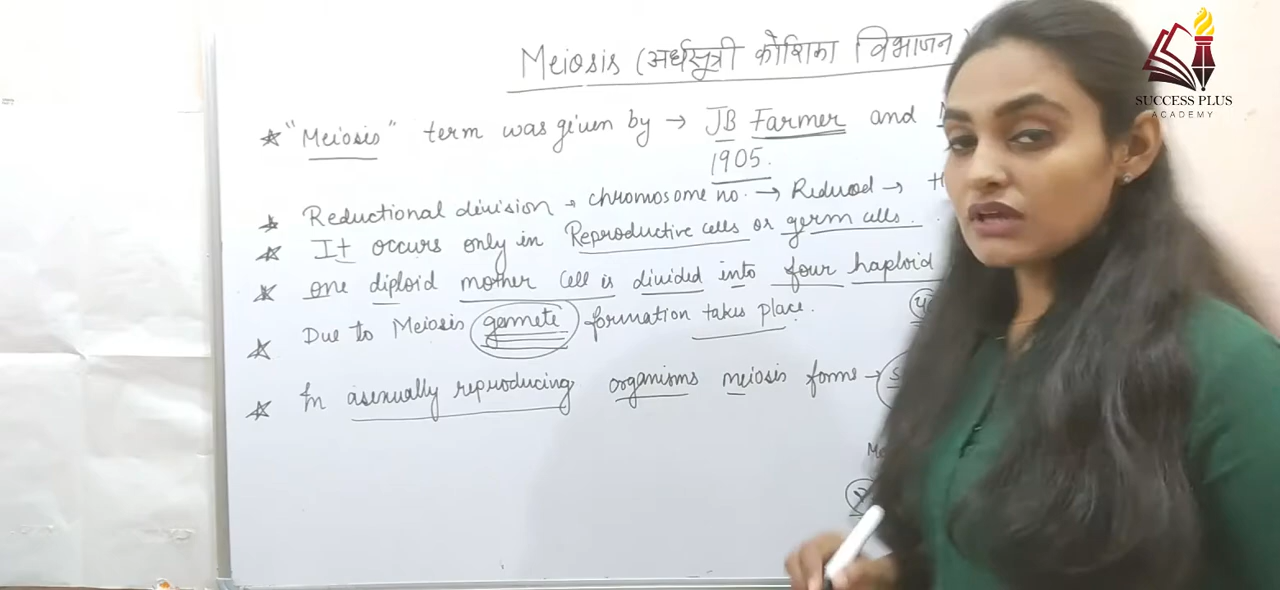 Meiosis (अर्धसूत्री कोशिका विभाजन)
"Meiosis" term was given by → JB Farmer and
1905.
Reductional division → chromosome no. → Reduced →
It occurs only in Reproductive cells or germ cells.
one diploid mother cell is divided into four haploid
Due to Meiosis gamete formation takes place.
In asexually reproducing organisms meiosis forms →
SUCCESS PLUS
ACADEMY